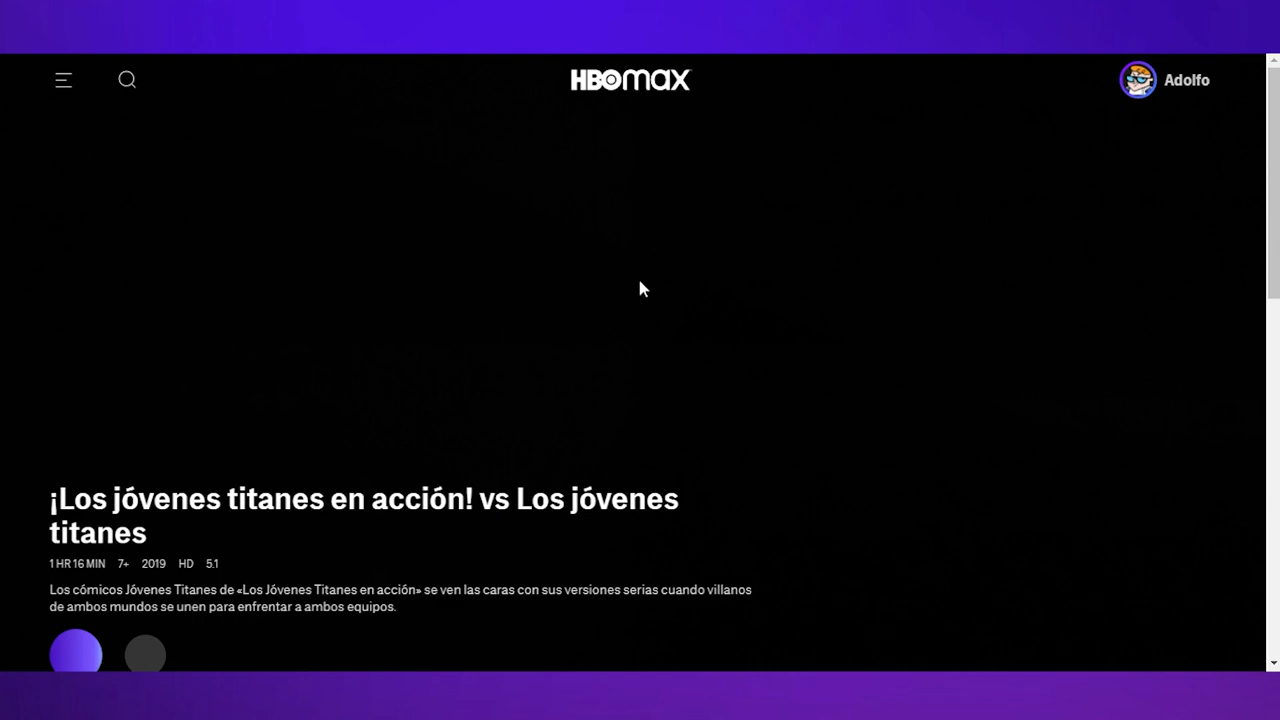 HBOmax
Adolfo
¡Los jóvenes titanes en acción! vs Los jóvenes
titanes
1 HR 16 MIN 7+ 2019 HD 5.1
Los cómicos Jóvenes Titanes de «Los Jóvenes Titanes en acción» se ven las caras con sus versiones serias cuando villanos
de ambos mundos se unen para enfrentar a ambos equipos.